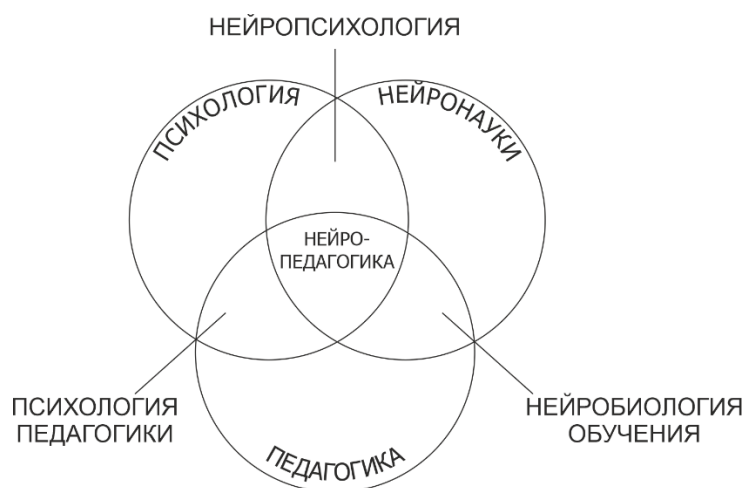 НЕЙРОПСИХОЛОГИЯ
ПСИХОЛОГИЯ
НЕЙРОНАУКИ
НЕЙРО-
ПЕДАГОГИКА
ПСИХОЛОГИЯ
ПЕДАГОГИКИ
НЕЙРОБИОЛОГИЯ
ОБУЧЕНИЯ
ПЕДАГОГИКА